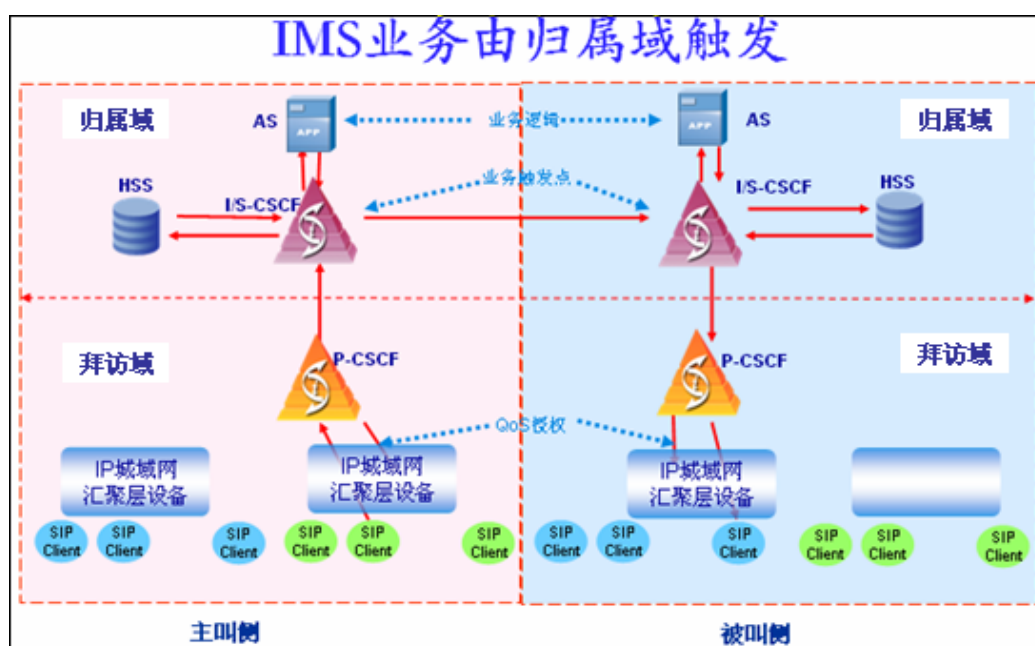 IMS业务由归属域触发
归属域
AS
APP
业务逻辑
APP
AS
归属域
HSS
I/S-CSCF
业务触发点
I/S-CSCF
HSS
拜访域
P-CSCF
P-CSCF
拜访域
QoS授权
IP城域网
汇聚层设备
IP城域网
汇聚层设备
IP城域网
汇聚层设备
SIP
Client
SIP
Client
SIP
Client
SIP
Client
SIP
Client
SIP
Client
SIP
Client
SIP
Client
SIP
Client
SIP
Client
SIP
Client
SIP
Client
主叫侧
被叫侧